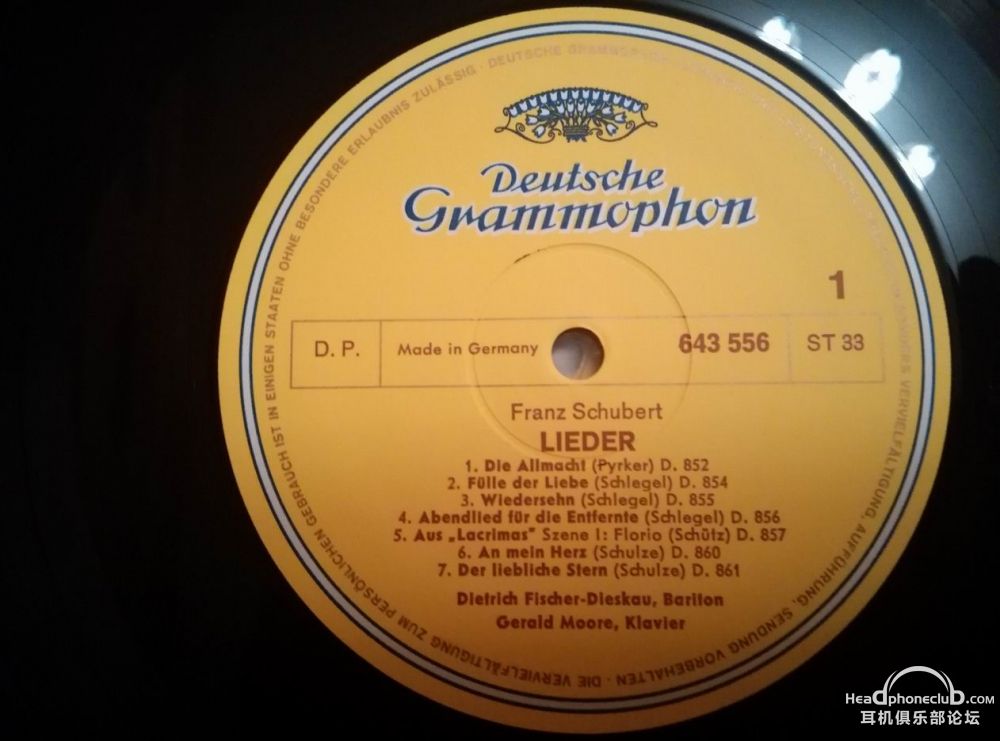 Deutsche
Grammophon
1
D. P.
Made in Germany
643 556
ST 33
Franz Schubert
LIEDER
1. Die Allmacht (Pyrker) D. 852
2. Fülle der Liebe (Schlegel) D. 854
3. Wiedersehn (Schlegel) D. 855
4. Abendlied für die Entfernte (Schlegel) D. 856
5. Aus „Lacrimas" Szene I: Florio (Schütz) D. 857
6. An mein Herz (Schulze) D. 860
7. Der liebliche Stern (Schulze) D. 861
Dietrich Fischer-Dieskau, Bariton
Gerald Moore, Klavier
VERVIELFÄLTIGUNG, AUFFÜHRUNG, SENDUNG VORBEHALTEN · DIE VERVIELFÄLTIGUNG ZUM PERSÖNLICHEN GEBRAUCH IST IN EINIGEN STAATEN OHNE BESONDERE ERLAUBNIS ZULÄSSIG · DEUTSCHE
Headphoneclub.com
耳机俱乐部论坛